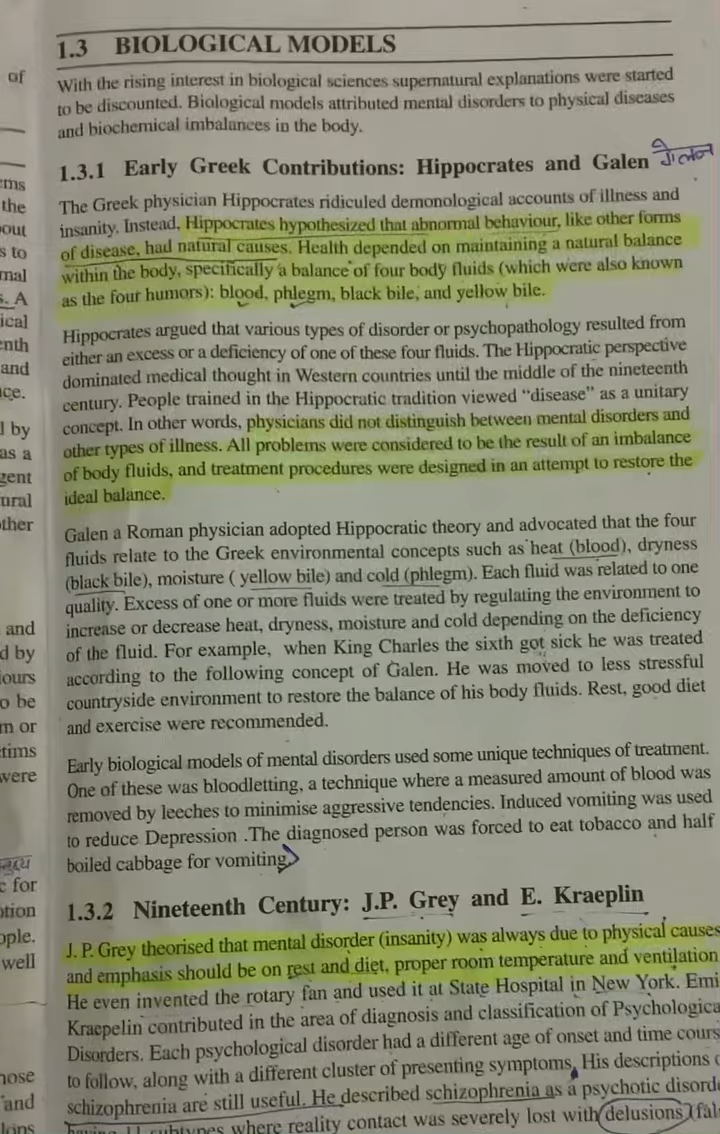 1.3 BIOLOGICAL MODELS
With the rising interest in biological sciences supernatural explanations were started
to be discounted. Biological models attributed mental disorders to physical diseases
and biochemical imbalances in the body.
1.3.1 Early Greek Contributions: Hippocrates and Galen गेलन
The Greek physician Hippocrates ridiculed demonological accounts of illness and
insanity. Instead, Hippocrates hypothesized that abnormal behaviour, like other forms
of disease, had natural causes. Health depended on maintaining a natural balance
within the body, specifically a balance of four body fluids (which were also known
as the four humors): blood, phlegm, black bile, and yellow bile.
Hippocrates argued that various types of disorder or psychopathology resulted from
either an excess or a deficiency of one of these four fluids. The Hippocratic perspective
dominated medical thought in Western countries until the middle of the nineteenth
century. People trained in the Hippocratic tradition viewed “disease” as a unitary
concept. In other words, physicians did not distinguish between mental disorders and
other types of illness. All problems were considered to be the result of an imbalance
of body fluids, and treatment procedures were designed in an attempt to restore the
ideal balance.
Galen a Roman physician adopted Hippocratic theory and advocated that the four
fluids relate to the Greek environmental concepts such as heat (blood), dryness
(black bile), moisture ( yellow bile) and cold (phlegm). Each fluid was related to one
quality. Excess of one or more fluids were treated by regulating the environment to
increase or decrease heat, dryness, moisture and cold depending on the deficiency
of the fluid. For example, when King Charles the sixth got sick he was treated
according to the following concept of Galen. He was moved to less stressful
countryside environment to restore the balance of his body fluids. Rest, good diet
and exercise were recommended.
Early biological models of mental disorders used some unique techniques of treatment.
One of these was bloodletting, a technique where a measured amount of blood was
removed by leeches to minimise aggressive tendencies. Induced vomiting was used
to reduce Depression .The diagnosed person was forced to eat tobacco and half
boiled cabbage for vomiting.
1.3.2 Nineteenth Century: J.P. Grey and E. Kraeplin
J. P. Grey theorised that mental disorder (insanity) was always due to physical causes
and emphasis should be on rest and diet, proper room temperature and ventilation
He even invented the rotary fan and used it at State Hospital in New York. Emi
Kraepelin contributed in the area of diagnosis and classification of Psychologica
Disorders. Each psychological disorder had a different age of onset and time cours
to follow, along with a different cluster of presenting symptoms. His descriptions
schizophrenia are still useful. He described schizophrenia as a psychotic disord
having 11 subtypes where reality contact was severely lost with delusions (fal